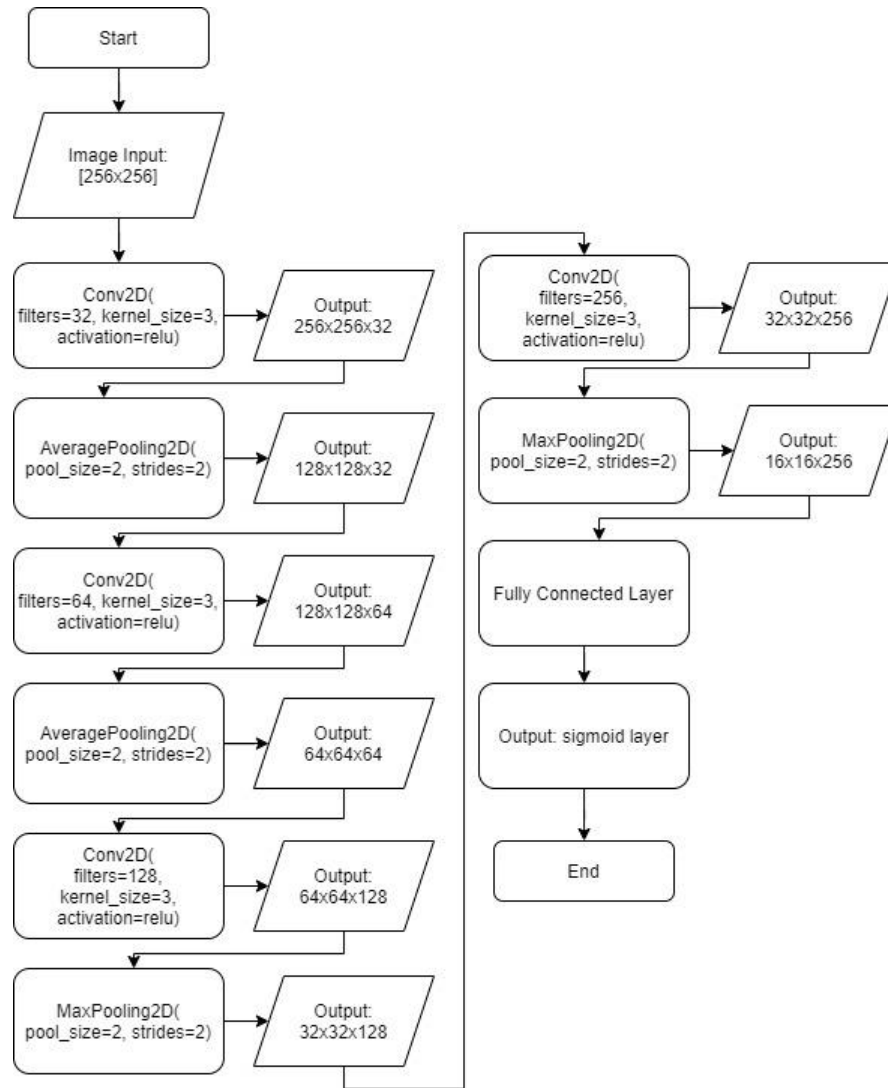 Start
Image Input:
[256x256]
Conv2D(
filters=32, kernel_size=3,
activation=relu)
Output:
256x256x32
AveragePooling2D(
pool_size=2, strides=2)
Output:
128x128x32
Conv2D(
filters=64, kernel_size=3,
activation=relu)
Output:
128x128x64
AveragePooling2D(
pool_size=2, strides=2)
Output:
64x64x64
Conv2D(
filters=128,
kernel_size=3,
activation=relu)
Output:
64x64x128
MaxPooling2D(
pool_size=2, strides=2)
Output:
32x32x128
Conv2D(
filters=256,
kernel_size=3,
activation=relu)
Output:
32x32x256
MaxPooling2D(
pool_size=2, strides=2)
Output:
16x16x256
Fully Connected Layer
Output: sigmoid layer
End